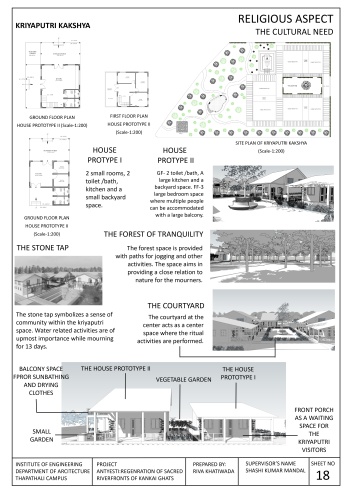 RELIGIOUS ASPECT
THE CULTURAL NEED
KRIYAPUTRI KAKSHYA
GROUND FLOOR PLAN
HOUSE PROTOTYPE II (Scale-1:200)
FIRST FLOOR PLAN
HOUSE PROTOTYPE II
(Scale-1:200)
SITE PLAN OF KRIYAPUTRI KAKSHYA
(Scale-1:200)
GROUND FLOOR PLAN
HOUSE PROTOTYPE II
(Scale-1:200)
HOUSE
PROTYPE I
2 small rooms, 2
toilet /bath,
kitchen and a
small backyard
space.
HOUSE
PROTYPE II
GF- 2 toilet /bath, A
large kitchen and a
backyard space. FF-3
large bedroom space
where multiple people
can be accommodated
with a large balcony.
THE FOREST OF TRANQUILITY
The forest space is provided
with paths for jogging and other
activities. The space aims in
providing a close relation to
nature for the mourners.
THE STONE TAP
The stone tap symbolizes a sense of
community within the kriyaputri
space. Water related activities are of
upmost importance while mourning
for 13 days.
THE COURTYARD
The courtyard at the
center acts as a center
space where the ritual
activities are performed.
BALCONY SPACE
FPROR SUNBATHING
AND DRYING
CLOTHES
THE HOUSE PROTOTYPE II
VEGETABLE GARDEN
THE HOUSE
PROTOTYPE I
SMALL
GARDEN
FRONT PORCH
AS A WAITING
SPACE FOR
THE
KRIYAPUTRI
VISITORS
INSTITUTE OF ENGINEERING
DEPARTMENT OF ARCITECTURE
THAPATHALI CAMPUS
PROJECT
ANTYESTI:REGENRATION OF SACRED
RIVERFRONTS OF KANKAI GHATS
PREPARED BY:
RIVA KHATIWADA
SUPERVISOR'S NAME
SHASHI KUMAR MANDAL
SHEET NO
18